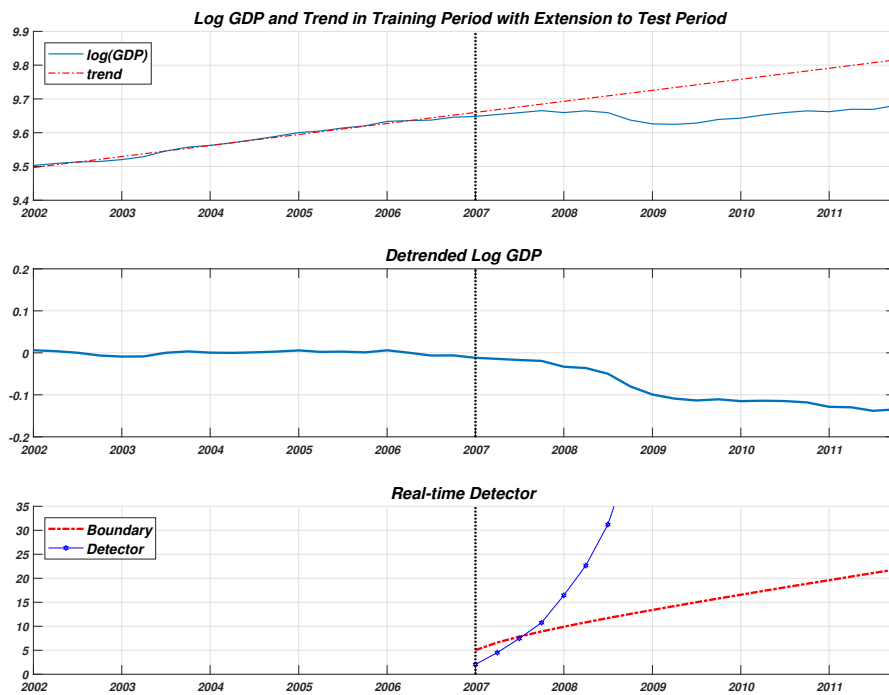 Log GDP and Trend in Training Period with Extension to Test Period
9.9
9.8
9.7
9.6
9.5
9.4
log(GDP)
trend
2002 2003 2004 2005 2006 2007 2008 2009 2010 2011
Detrended Log GDP
0.2
0.1
0
-0.1
-0.2
2002 2003 2004 2005 2006 2007 2008 2009 2010 2011
Real-time Detector
35
30
25
20
15
10
5
0
Boundary
Detector
2002 2003 2004 2005 2006 2007 2008 2009 2010 2011